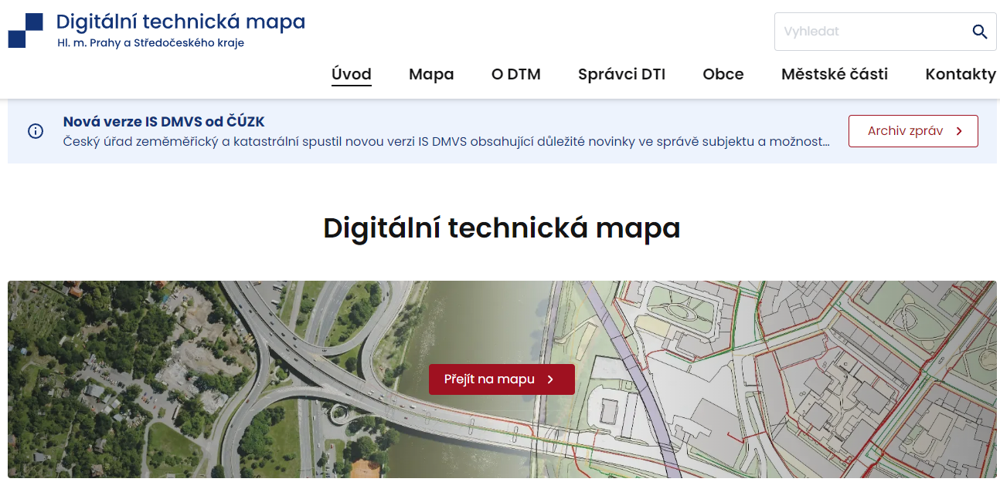 Digitální technická mapa
Hl. m. Prahy a Středočeského kraje
Vyhledat
Úvod
Mapa
O DTM
Správci DTI
Obce
Městské části
Kontakty
Nová verze IS DMVS od ČÚZK
Český úřad zeměměřický a katastrální spustil novou verzi IS DMVS obsahující důležité novinky ve správě subjektu a možnost...
Archiv zpráv
Digitální technická mapa
Přejít na mapu